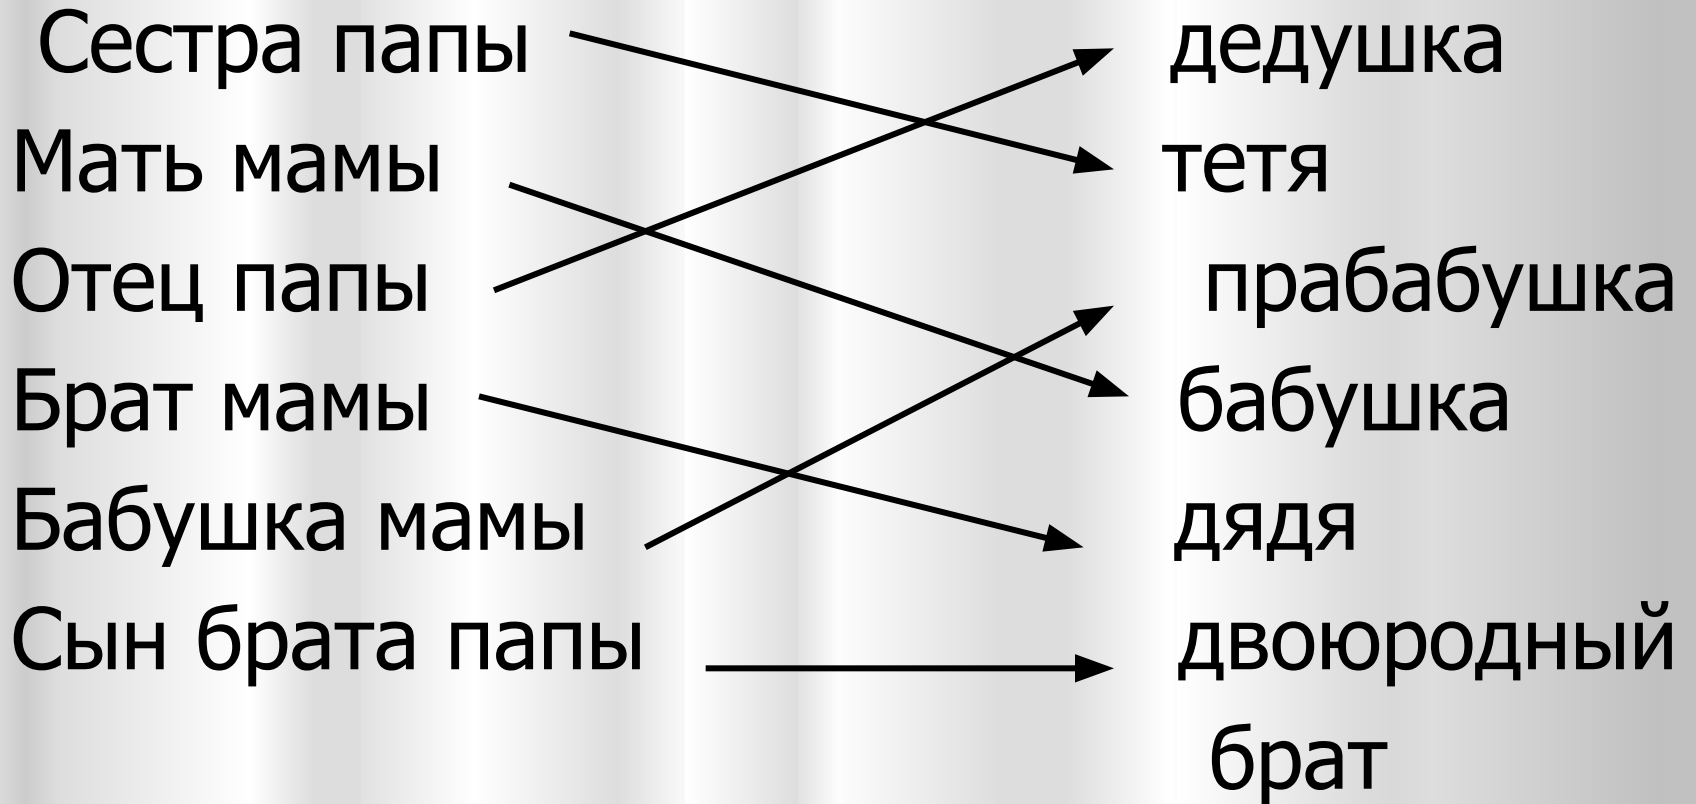 Сестра папы дедушка
Мать мамы тетя
Отец папы прабабушка
Брат мамы бабушка
Бабушка мамы дядя
Сын брата папы двоюродный
брат